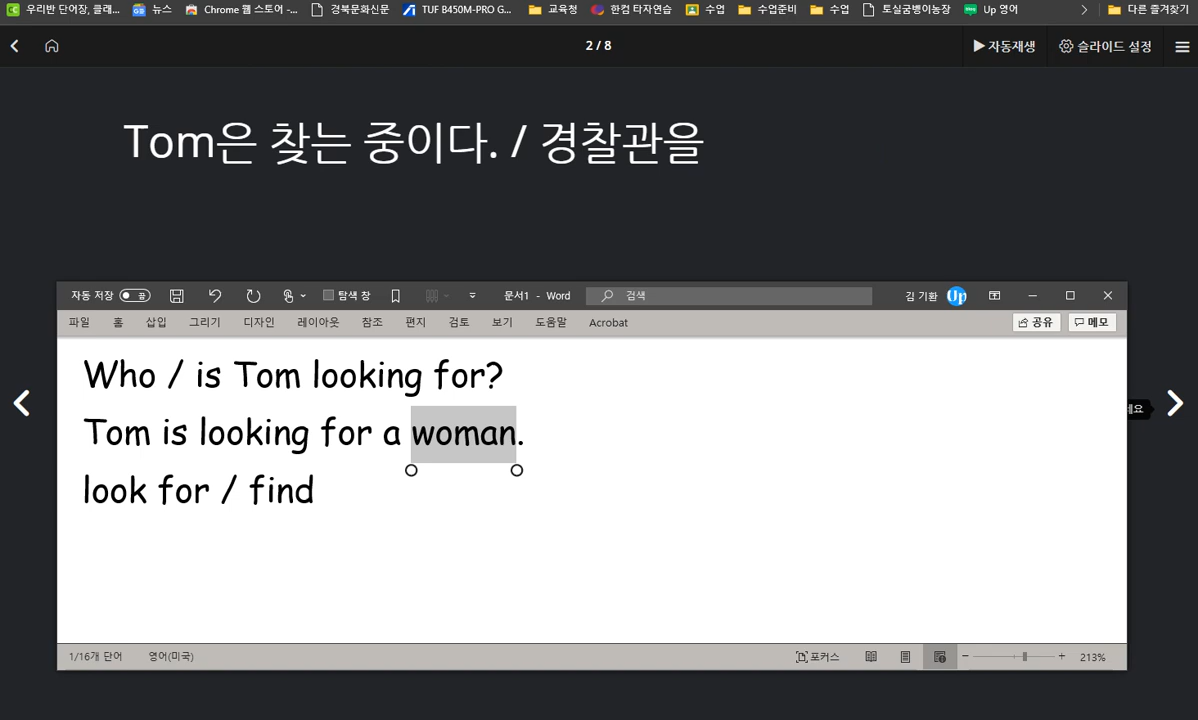 우리반 단어장, 클래... 뉴스 Chrome 웹 스토어 -... 경북문화신문 TUF B450M-PRO G... 교육청 한컴 타자연습 수업 수업준비 수업 토실굼벵이농장 Up 영어 다른 즐겨찾기
2 / 8 자동재생 슬라이드 설정
Tom은 찾는 중이다. / 경찰관을
자동 저장 끔 탐색 창 문서1 - Word 검색 김 기환 Up
파일 홈 삽입 그리기 디자인 레이아웃 참조 편지 검토 보기 도움말 Acrobat 공유 메모
Who / is Tom looking for?
Tom is looking for a woman.
look for / find
1/16개 단어 영어(미국) 포커스 213%